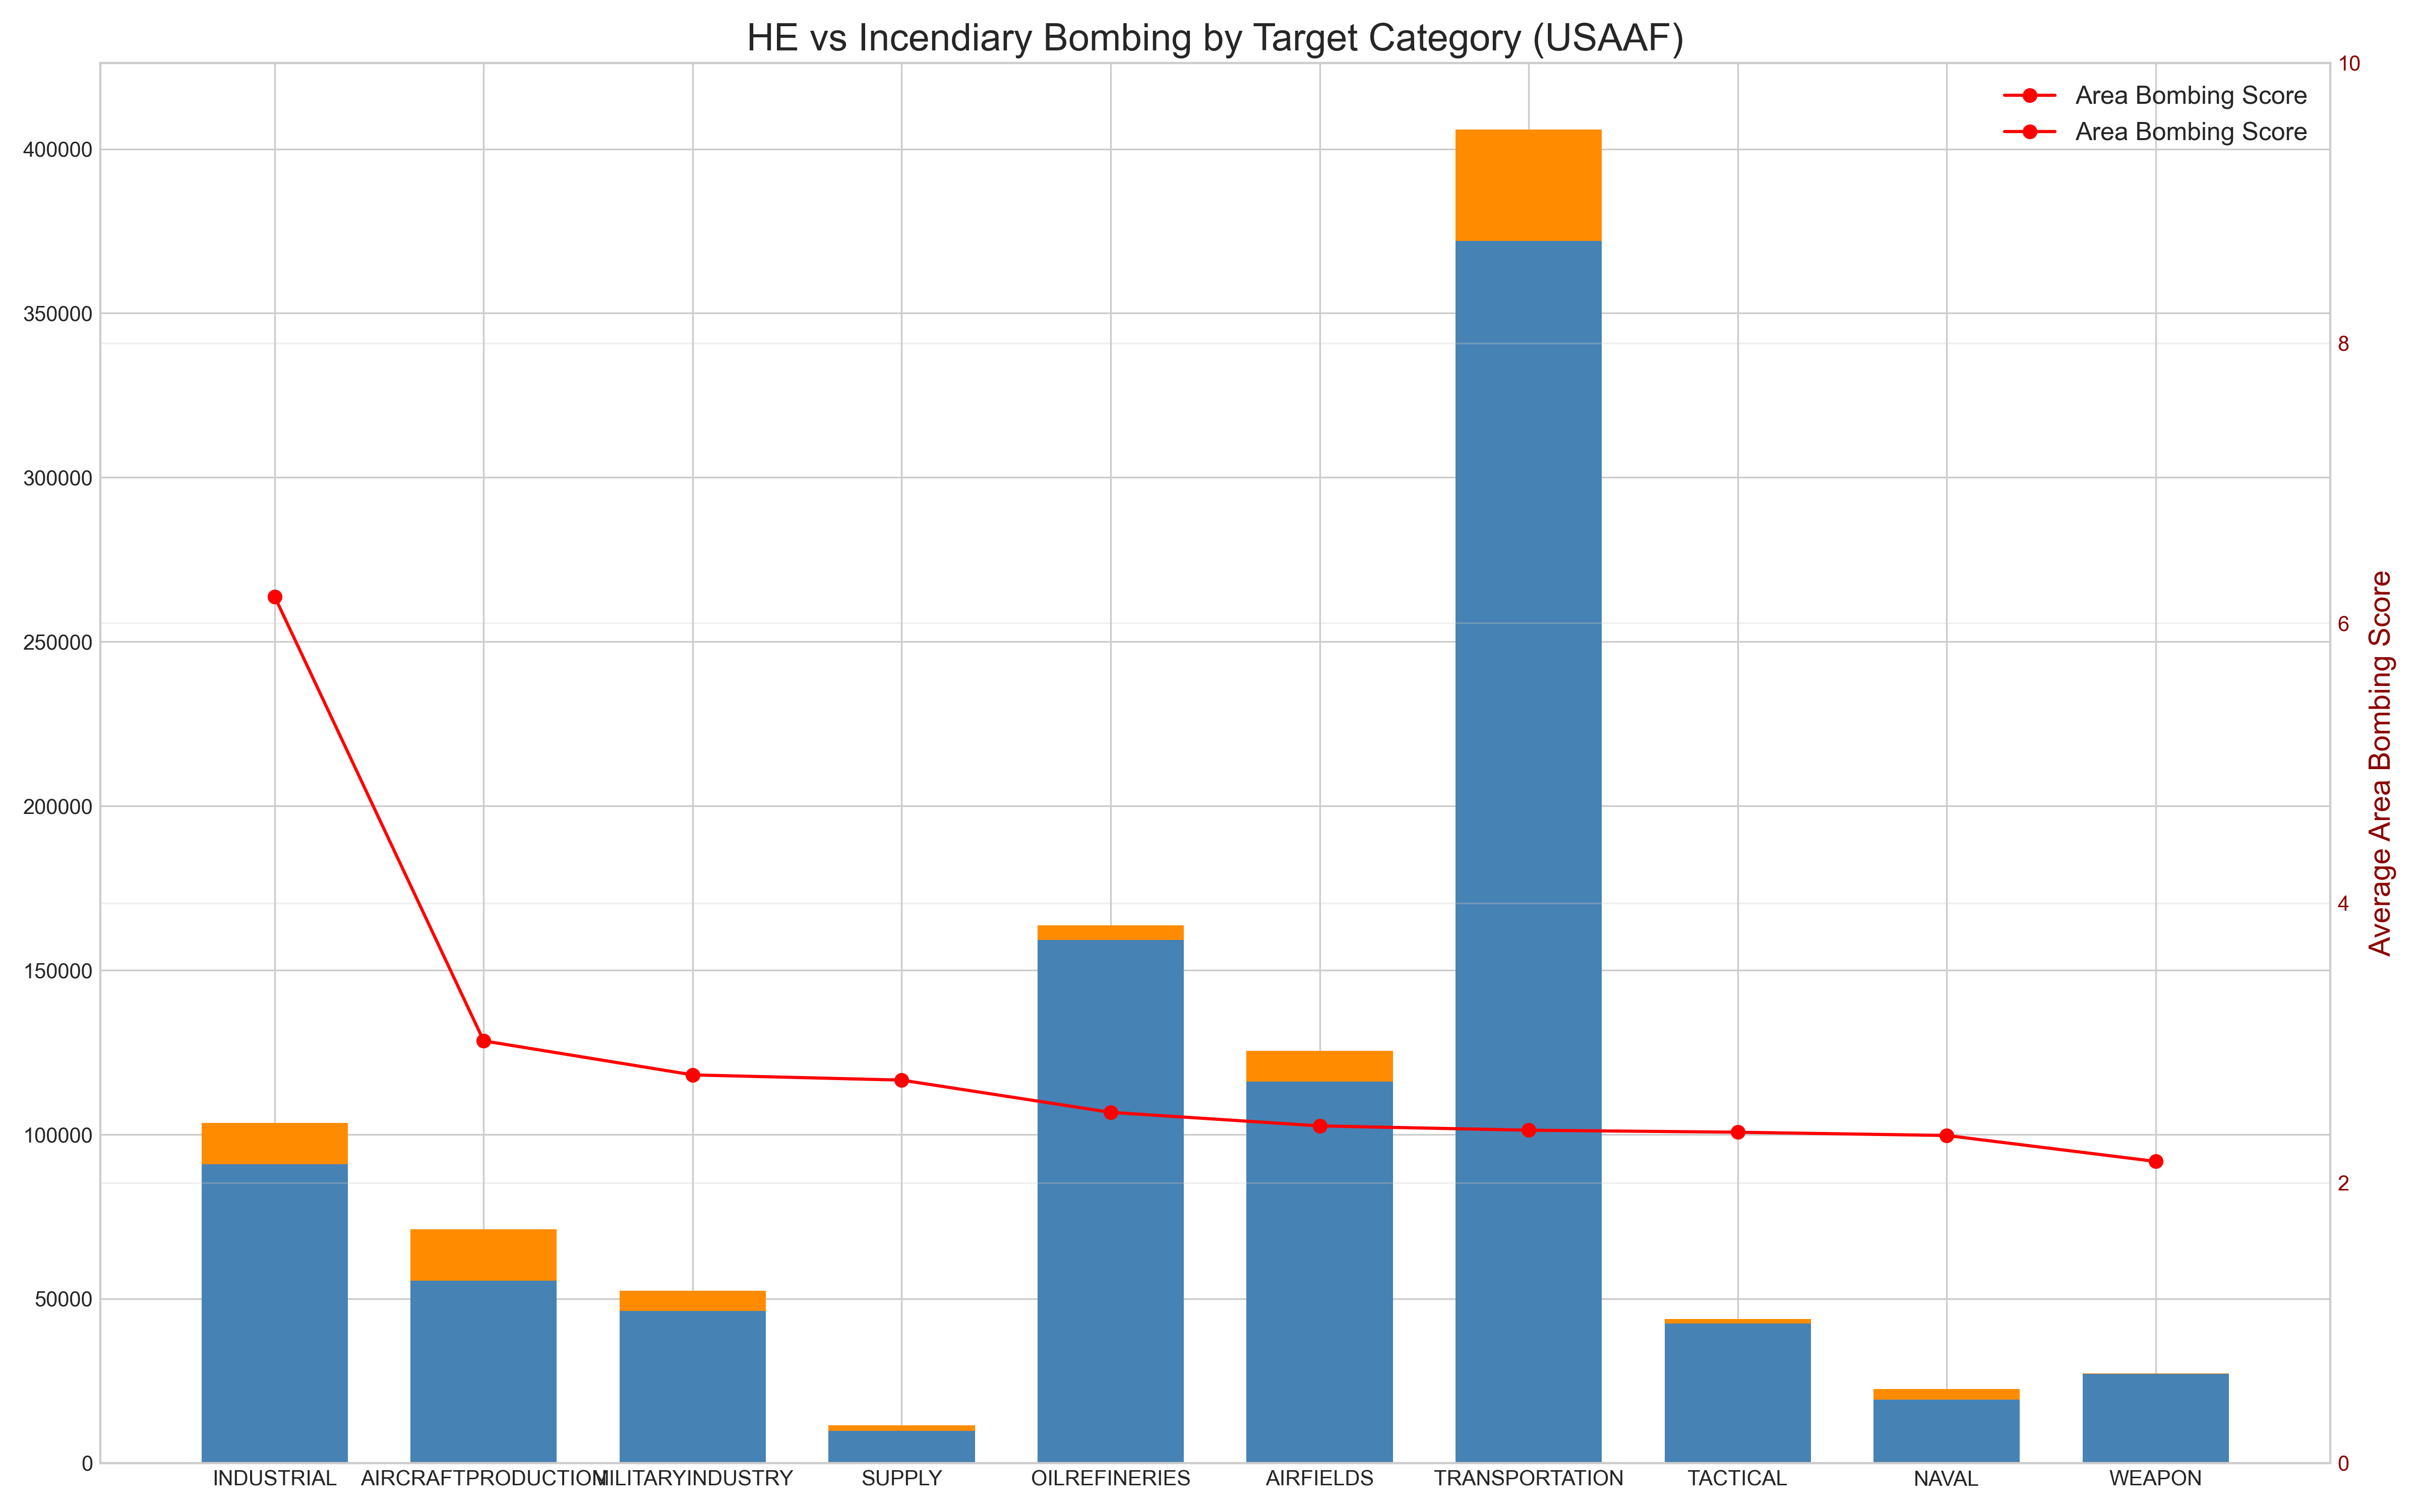 HE vs Incendiary Bombing by Target Category (USAAF)
Area Bombing Score
Area Bombing Score
400000
350000
300000
250000
200000
150000
100000
50000
0
10
8
6
4
2
0
Average Area Bombing Score
INDUSTRIAL
AIRCRAFTPRODUCTION
MILITARYINDUSTRY
SUPPLY
OILREFINERIES
AIRFIELDS
TRANSPORTATION
TACTICAL
NAVAL
WEAPON